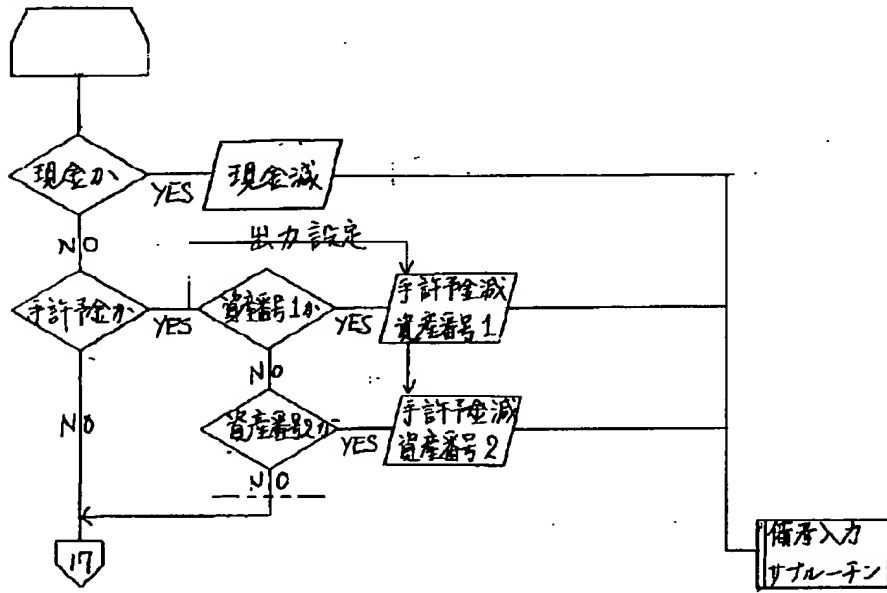 現金か
YES
現金減
NO
出力設定
手許予金か
YES
資産番号1か
YES
手許予金減
資産番号1
NO
NO
資産番号2か
YES
手許予金減
資産番号2
NO
17
備考入力
サブルーチン